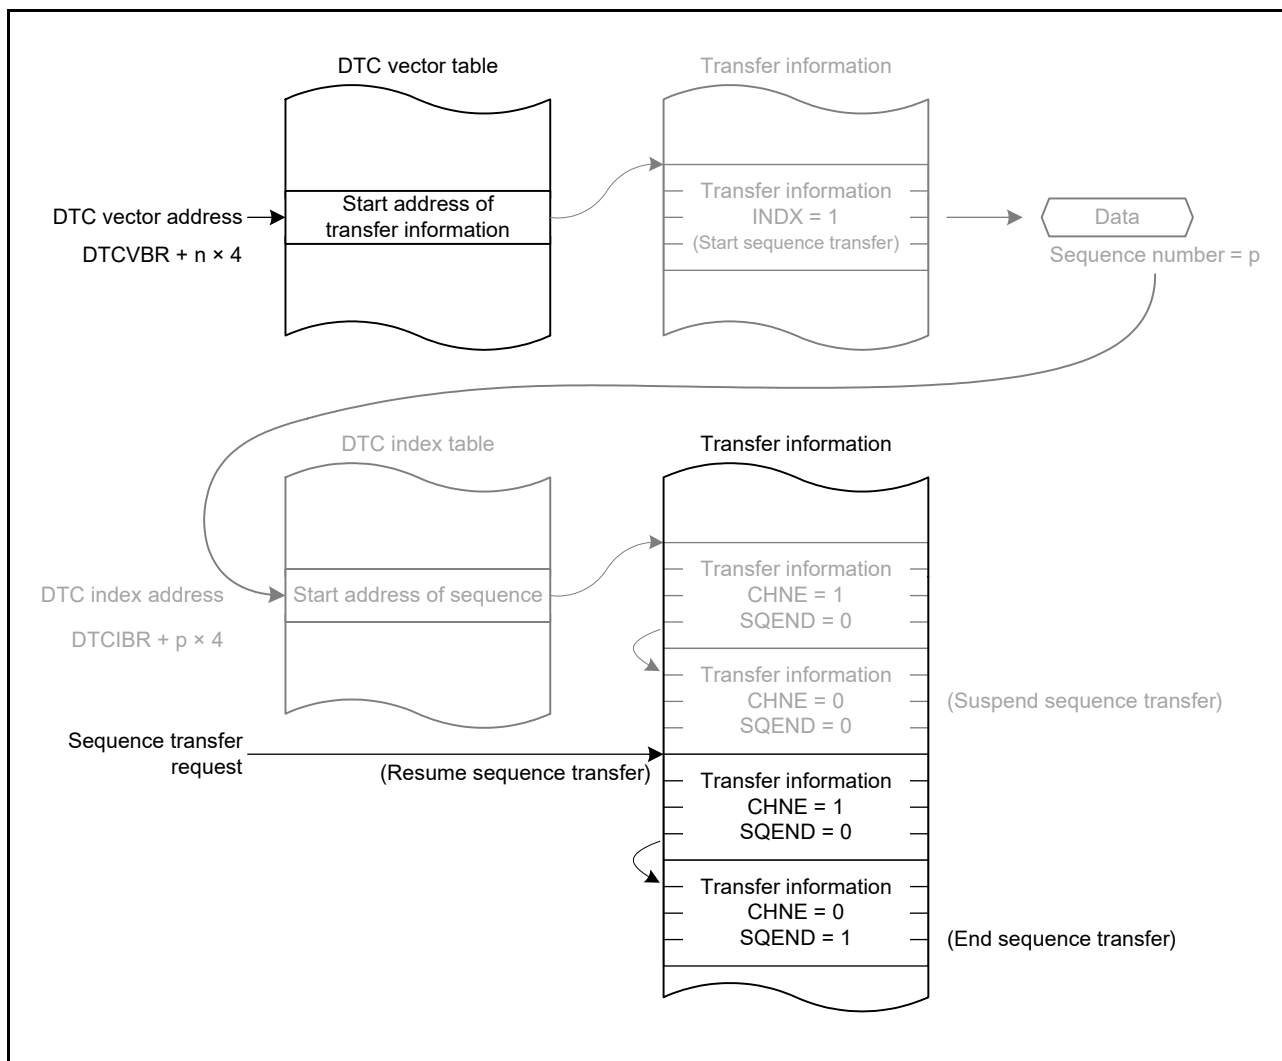 DTC vector table
Transfer information
DTC vector address
DTCVBR + n × 4
Start address of
transfer information
Transfer information
INDX = 1
(Start sequence transfer)
Data
Sequence number = p
DTC index table
Transfer information
DTC index address
DTCIBR + p × 4
Start address of sequence
Transfer information
CHNE = 1
SQEND = 0
Transfer information
CHNE = 0
SQEND = 0
(Suspend sequence transfer)
Sequence transfer
request
(Resume sequence transfer)
Transfer information
CHNE = 1
SQEND = 0
Transfer information
CHNE = 0
SQEND = 1
(End sequence transfer)